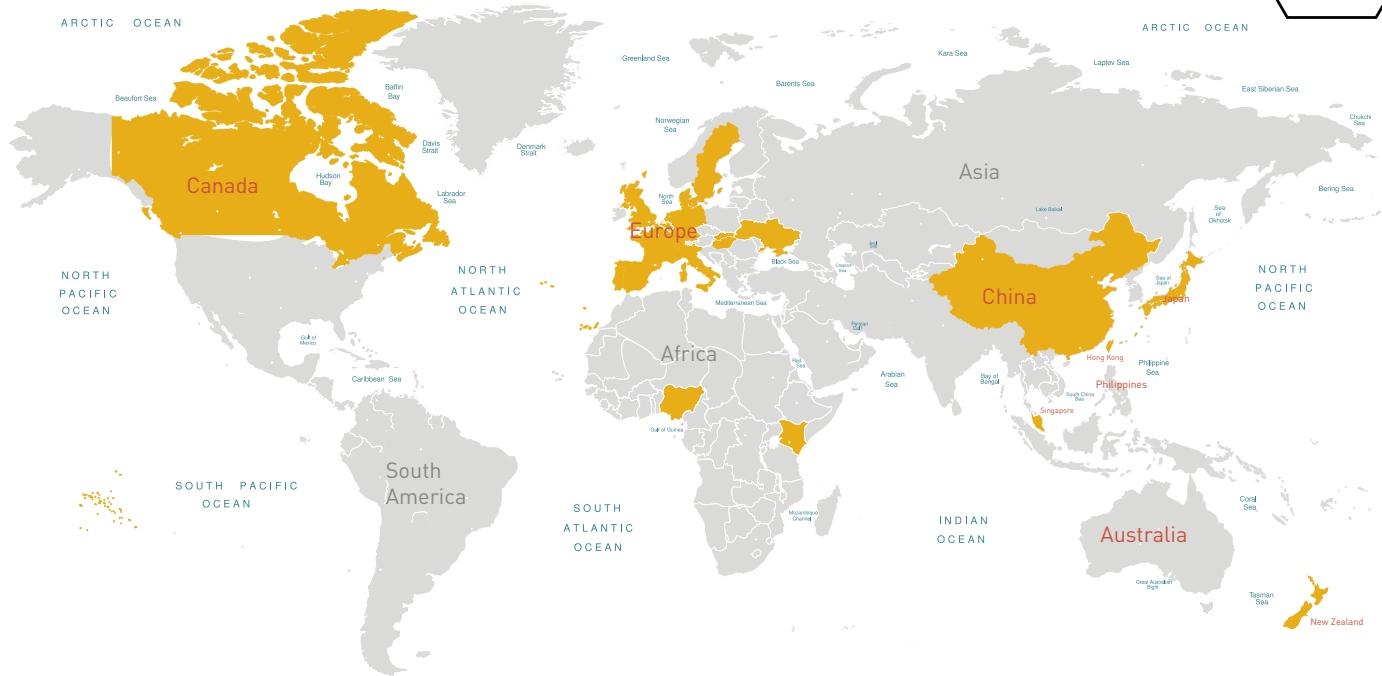 ARCTIC OCEAN
ARCTIC OCEAN
Greenland Sea
Kara Sea
Laptev Sea
Barents Sea
East Siberian Sea
Baffin
Bay
Beaufort Sea
Chukchi
Sea
Norwegian
Sea
Davis
Strait
Denmark
Strait
Asia
Hudson
Bay
Canada
Bering Sea
Labrador
Sea
North
Sea
Lake Baikal
Sea
of
Okhotsk
Europe
Black Sea
Caspian
Sea
NORTH
PACIFIC
OCEAN
NORTH
ATLANTIC
OCEAN
NORTH
PACIFIC
OCEAN
Sea of
Japan
China
Japan
Mediterranean Sea
Persian
Gulf
Gulf of
Mexico
Africa
Hong Kong
Red
Sea
Philippine
Sea
Caribbean Sea
Arabian
Sea
Bay of
Bengal
Philippines
South China
Sea
Singapore
Gulf of Guinea
South
America
SOUTH PACIFIC
OCEAN
Coral
Sea
SOUTH
ATLANTIC
OCEAN
Mozambique
Channel
INDIAN
OCEAN
Australia
Great Australian
Bight
Tasman
Sea
New Zealand